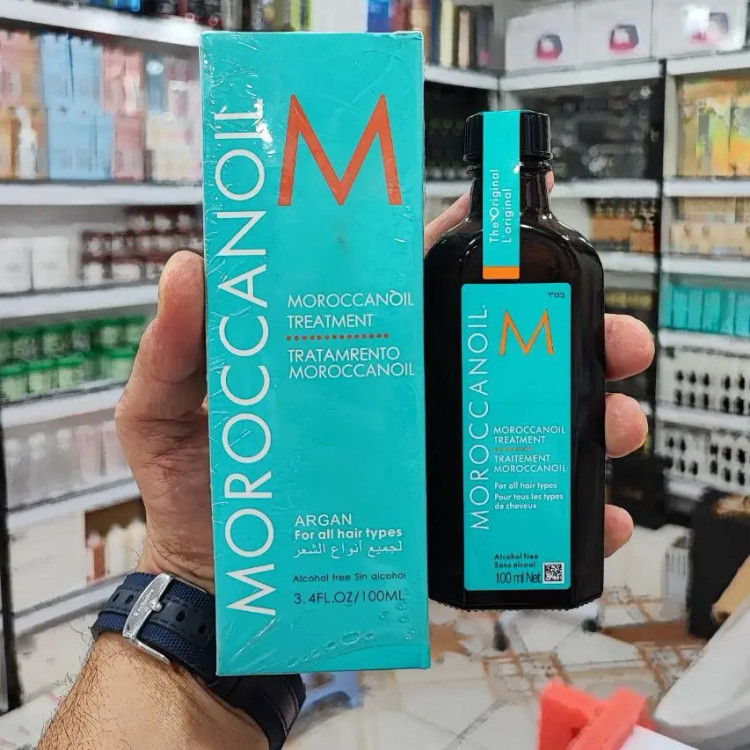 MOROCCANOIL
M
MOROCCANOIL
TREATMENT
TRATAMRENTO
MOROCCANOIL
ARGAN
For all hair types
لجميع أنواع الشعر
Alcohol free Sin alcohol
3.4FL.OZ/100ML
The Original
L'original
MOROCCANOIL
M
MOROCCANOIL
TREATMENT
TRAITEMENT
MOROCCANOIL
For all hair types
Pour tous les types
de cheveux
Alcohol free
Sans alcool
100 ml Net